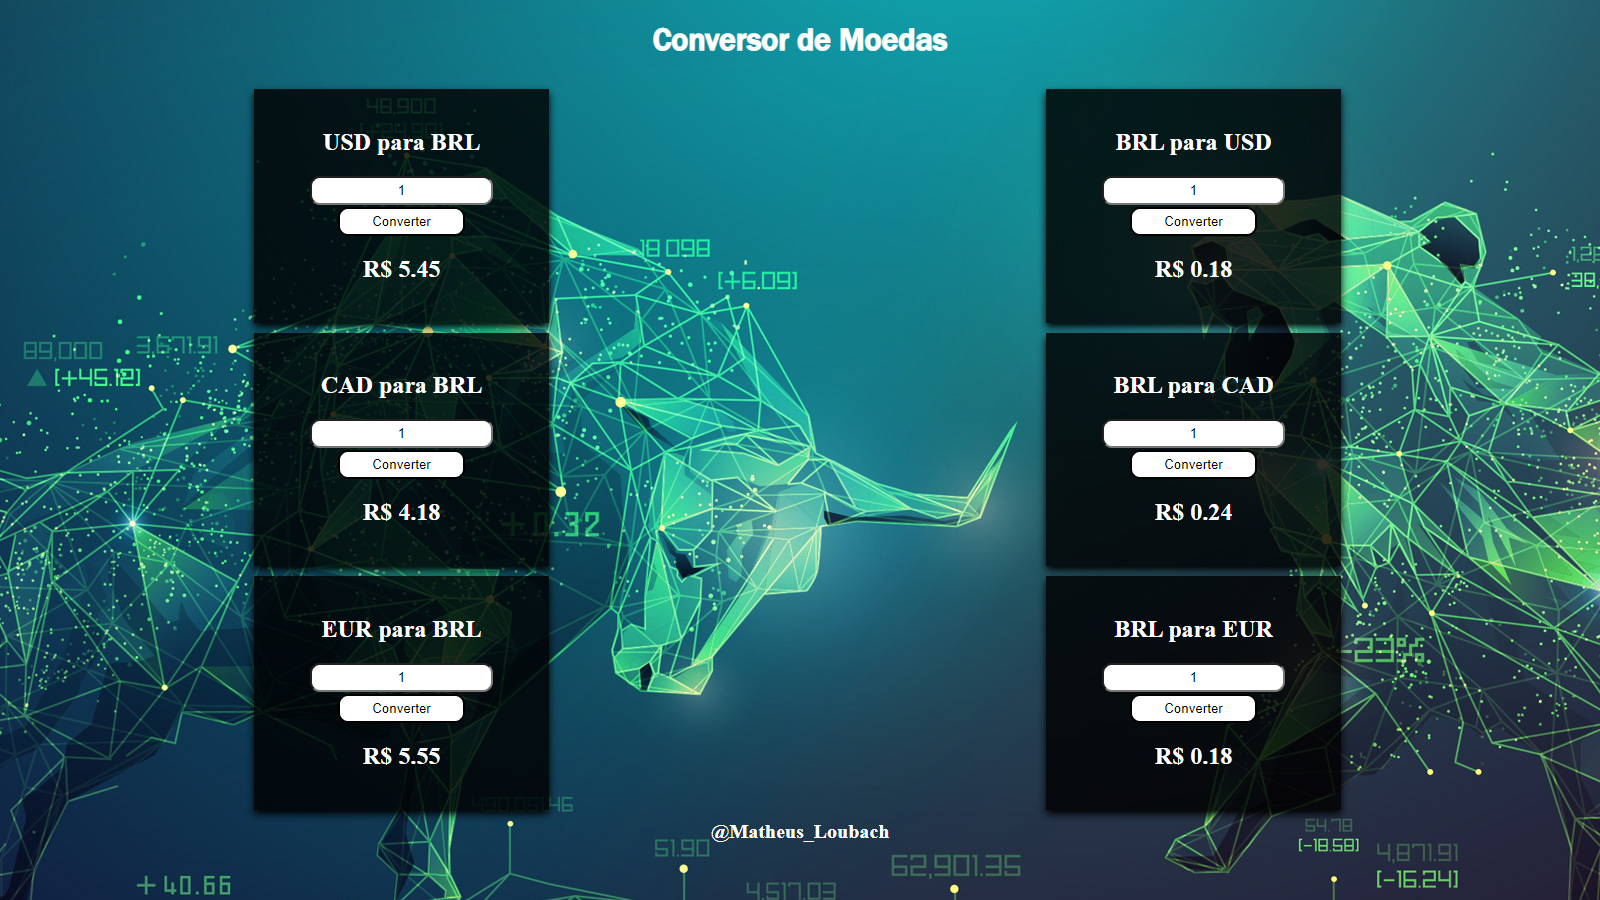 Conversor de Moedas
48,900
USD para BRL
1
Converter
R$ 5.45
BRL para USD
1
Converter
R$ 0.18
18 098
[+6.09]
89,000
3,671.91
[+45.12]
CAD para BRL
1
Converter
R$ 4.18
BRL para CAD
1
Converter
R$ 0.24
+0.32
EUR para BRL
1
Converter
R$ 5.55
BRL para EUR
1
Converter
R$ 0.18
-23%
@Matheus_Loubach
51.90
62,901.35
4,517.03
+40.66
54.78
[-18.58]
4,871.91
[-16.24]